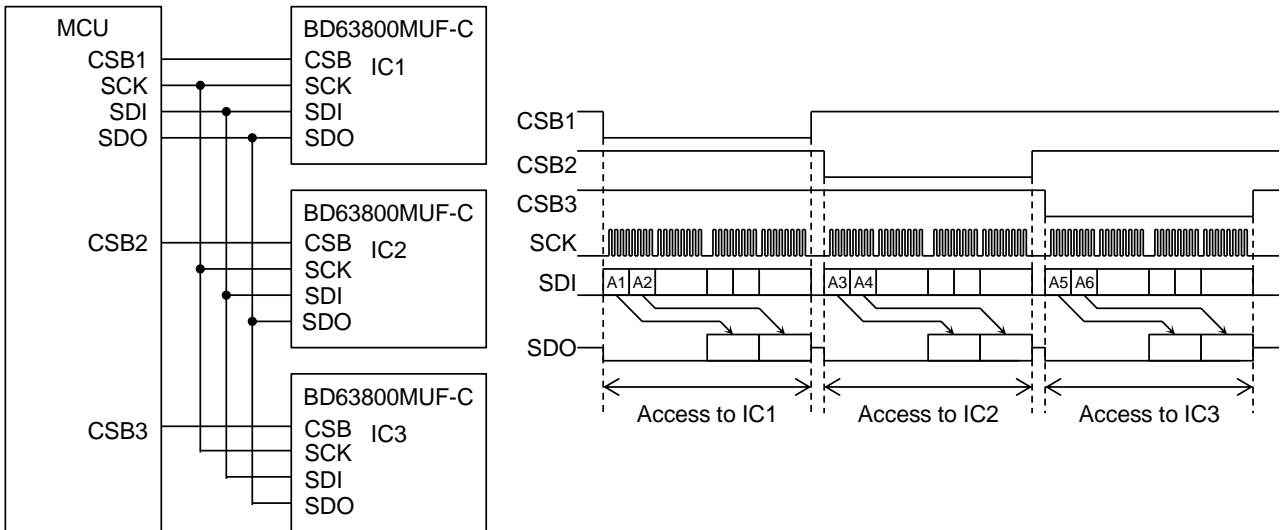 MCU
CSB1
SCK
SDI
SDO
CSB2
CSB3
BD63800MUF-C
CSB
IC1
SCK
SDI
SDO
BD63800MUF-C
CSB
IC2
SCK
SDI
SDO
BD63800MUF-C
CSB
IC3
SCK
SDI
SDO
CSB1
CSB2
CSB3
SCK
SDI
A1 A2
A3 A4
A5 A6
SDO
Access to IC1
Access to IC2
Access to IC3